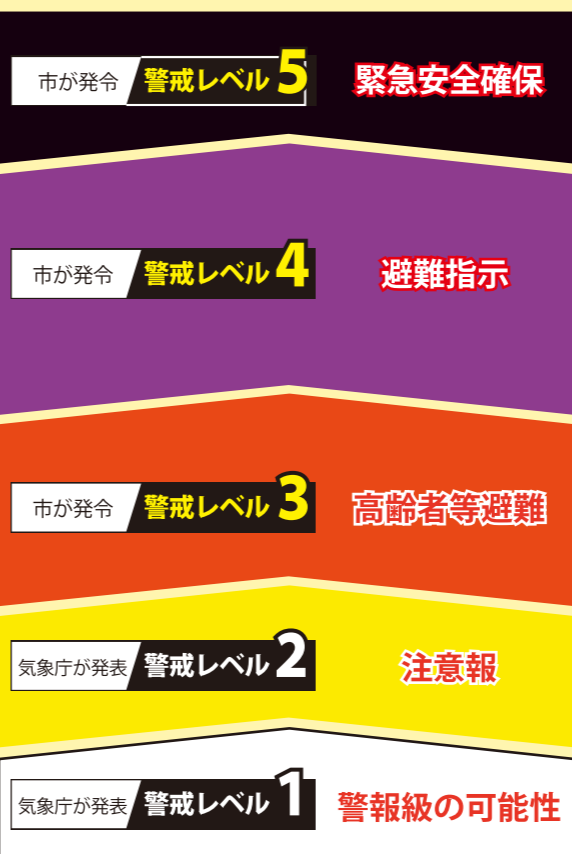 市が発令 警戒レベル5 緊急安全確保
市が発令 警戒レベル4 避難指示
市が発令 警戒レベル3 高齢者等避難
気象庁が発表 警戒レベル2 注意報
気象庁が発表 警戒レベル1 警報級の可能性